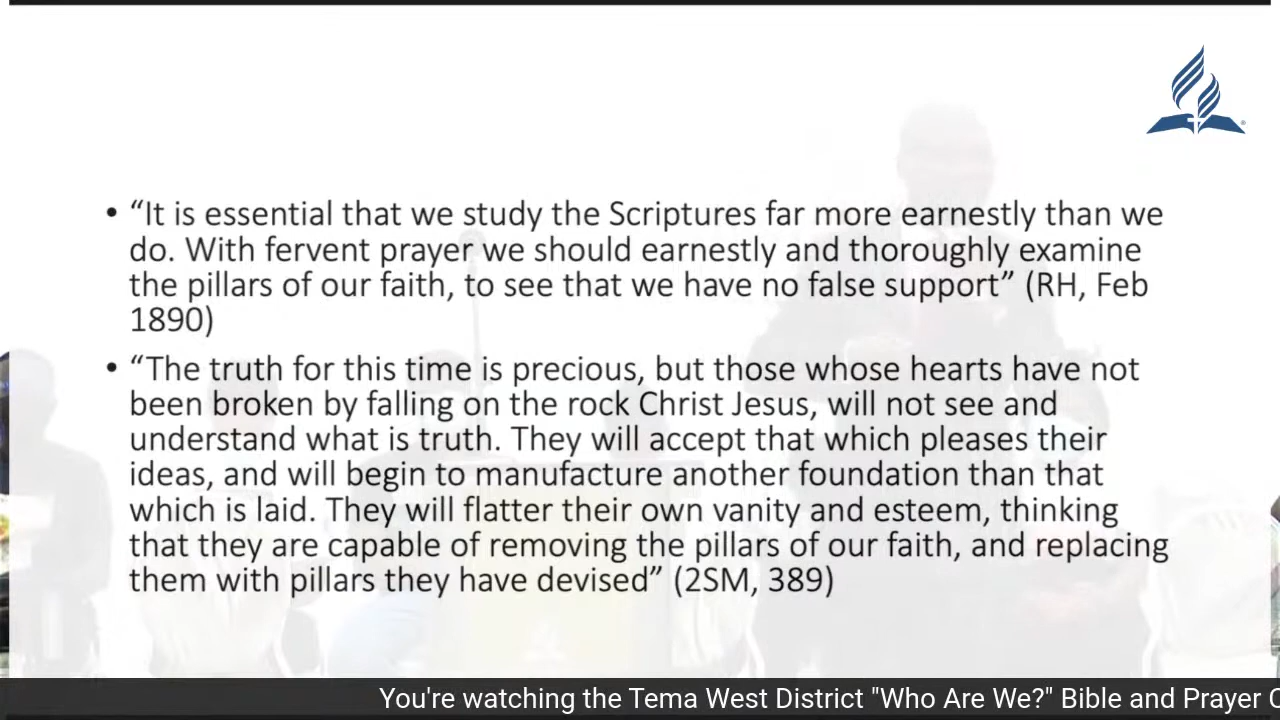 • “It is essential that we study the Scriptures far more earnestly than we
do. With fervent prayer we should earnestly and thoroughly examine
the pillars of our faith, to see that we have no false support” (RH, Feb
1890)
• “The truth for this time is precious, but those whose hearts have not
been broken by falling on the rock Christ Jesus, will not see and
understand what is truth. They will accept that which pleases their
ideas, and will begin to manufacture another foundation than that
which is laid. They will flatter their own vanity and esteem, thinking
that they are capable of removing the pillars of our faith, and replacing
them with pillars they have devised” (2SM, 389)
You're watching the Tema West District "Who Are We?" Bible and Prayer